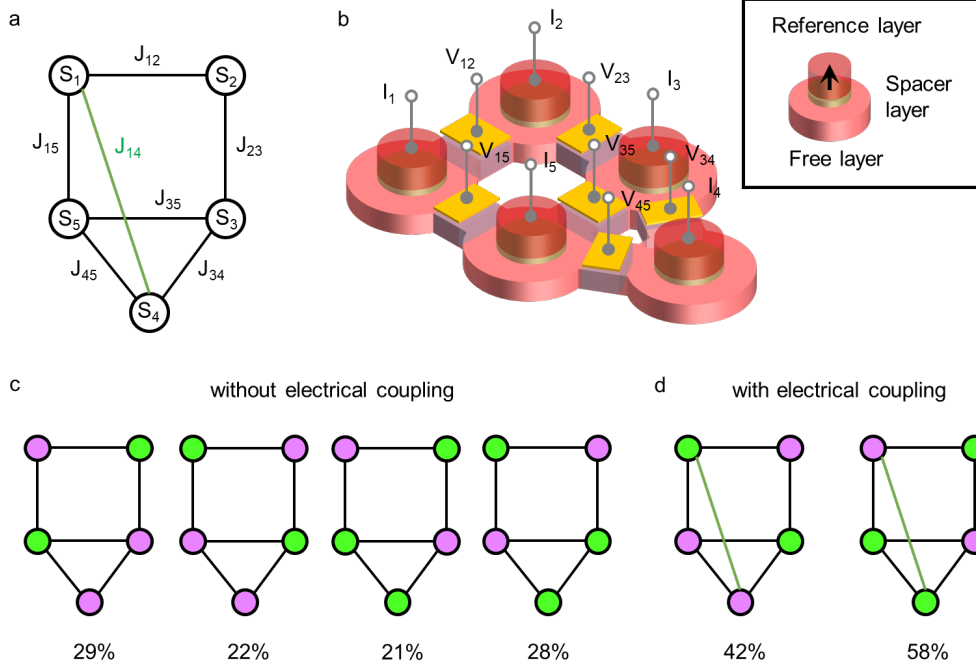 a
S1
J12
S2
J15
J14
J23
J35
S5
S3
J45
J34
S4
b
I2
V12
V23
I1
I3
V15
V35
V34
I5
I4
V45
Reference layer
Spacer
layer
Free layer
c
without electrical coupling
d
with electrical coupling
29%
22%
21%
28%
42%
58%